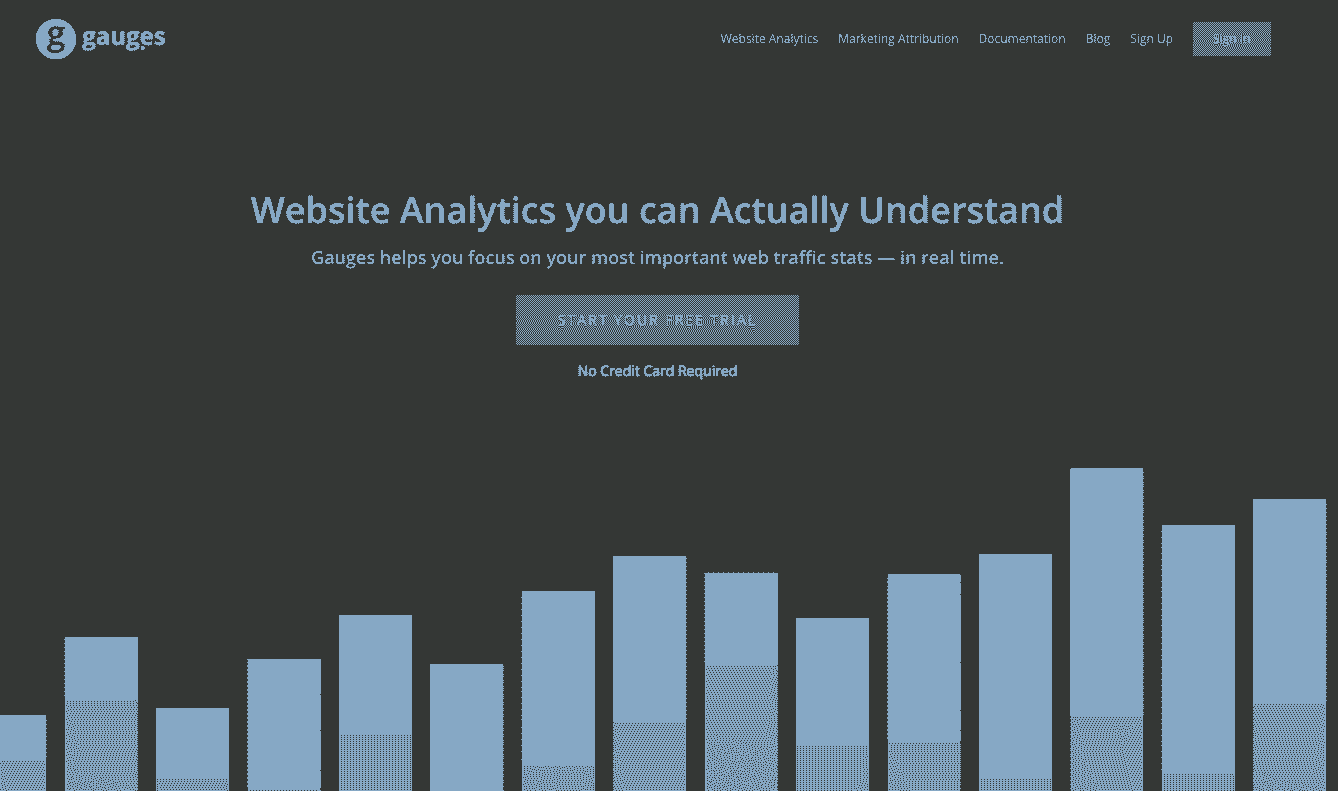 g gauges
Website Analytics Marketing Attribution Documentation Blog Sign Up Sign In
Website Analytics you can Actually Understand
Gauges helps you focus on your most important web traffic stats — in real time.
START YOUR FREE TRIAL
No Credit Card Required